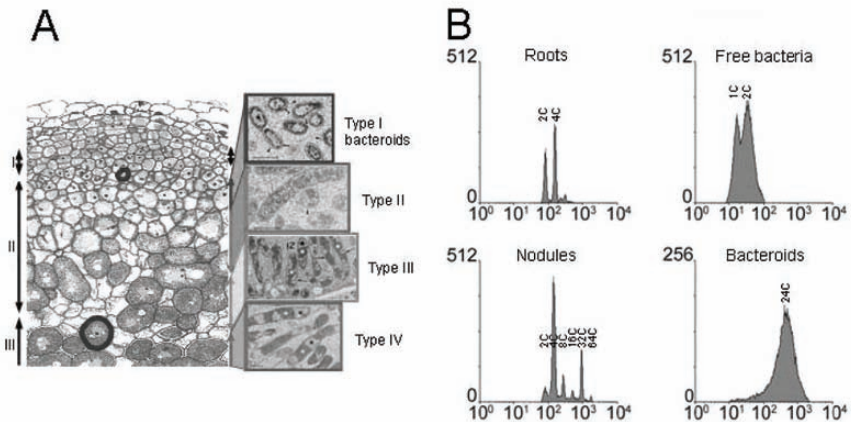 A
B
I
II
III
Type I
bacteroids
Type II
Type III
Type IV
IZ
Roots
512
0
2C
4C
10⁰ 10¹ 10² 10³ 10⁴
Free bacteria
512
0
1C
2C
10⁰ 10¹ 10² 10³ 10⁴
Nodules
512
0
2C
4C
8C
16C
32C
64C
10⁰ 10¹ 10² 10³ 10⁴
Bacteroids
256
0
24C
10⁰ 10¹ 10² 10³ 10⁴